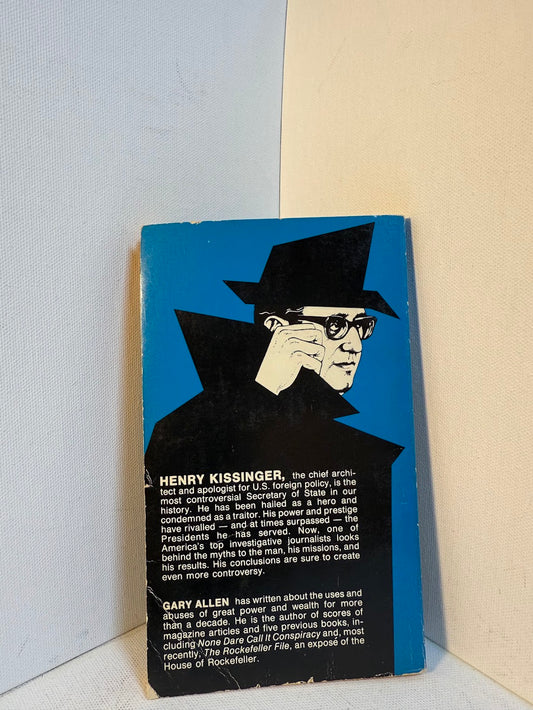 HENRY KISSINGER, the chief archi-
tect and apologist for U.S. foreign policy, is the
most controversial Secretary of State in our
history. He has been hailed as a hero and
condemned as a traitor. His power and prestige
have rivalled — and at times surpassed — the
Presidents he has served. Now, one of
America's top investigative journalists looks
behind the myths to the man, his missions, and
his results. His conclusions are sure to create
even more controversy.
GARY ALLEN has written about the uses and
abuses of great power and wealth for more
than a decade. He is the author of scores of
magazine articles and five previous books, in-
cluding None Dare Call It Conspiracy and, most
recently, The Rockefeller File, an exposé of the
House of Rockefeller.